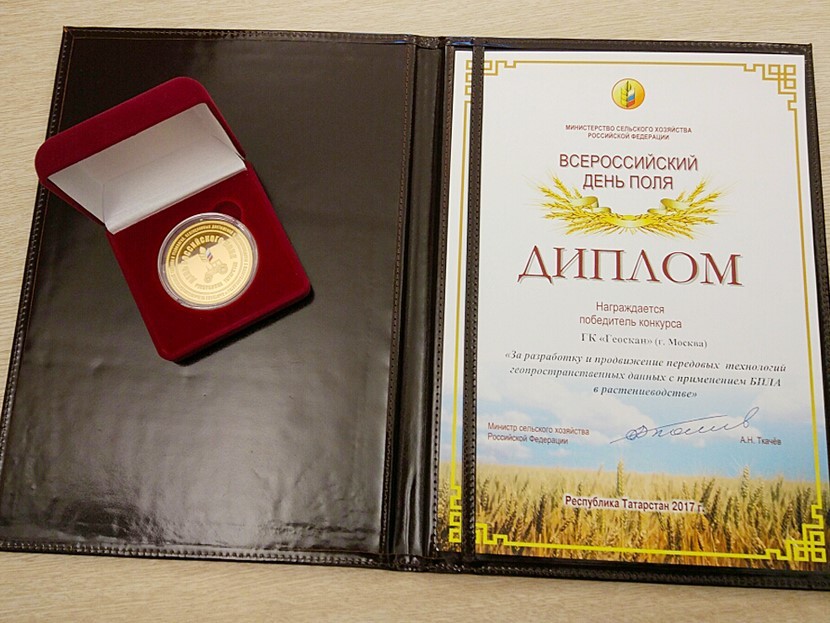 МИНИСТЕРСТВО СЕЛЬСКОГО ХОЗЯЙСТВА
РОССИЙСКОЙ ФЕДЕРАЦИИ
ВСЕРОССИЙСКИЙ
ДЕНЬ ПОЛЯ
ДИПЛОМ
Награждается
победитель конкурса
ГК «Геоскан» (г. Москва)
«За разработку и продвижение передовых технологий
геопространственных данных с применением БПЛА
в растениеводстве»
Министр сельского хозяйства
Российской Федерации
А.Н. Ткачёв
Республика Татарстан 2017 г.